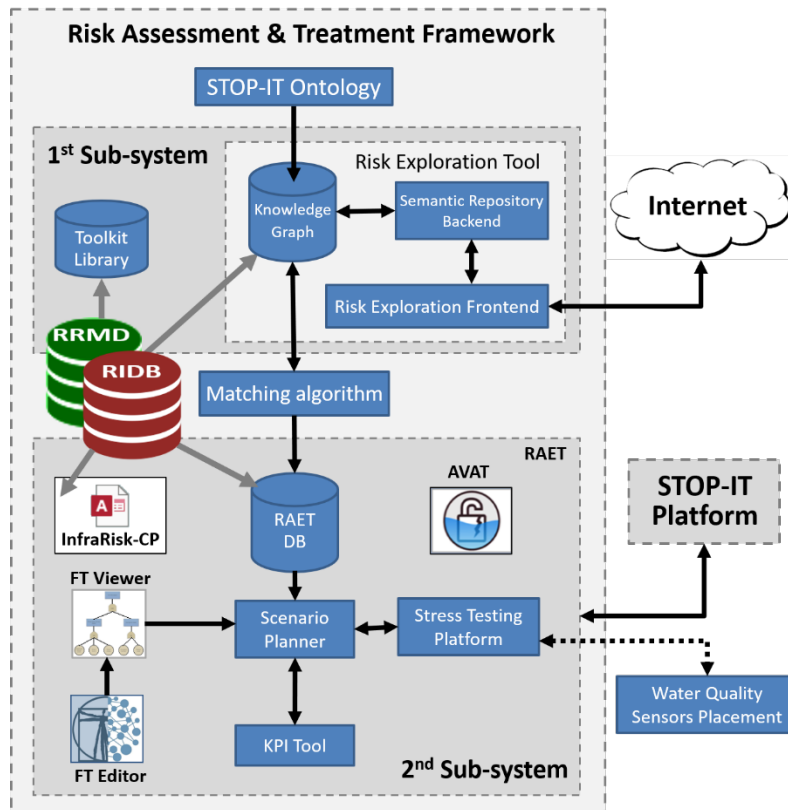 Risk Assessment & Treatment Framework
STOP-IT Ontology
1st Sub-system
Risk Exploration Tool
Knowledge
Graph
Semantic Repository
Backend
Internet
Toolkit
Library
Risk Exploration Frontend
RRMD
RIDB
Matching algorithm
RAET
AVAT
STOP-IT
Platform
A
InfraRisk-CP
RAET
DB
FT Viewer
Scenario
Planner
Stress Testing
Platform
Water Quality
Sensors Placement
KPI Tool
FT Editor
2nd Sub-system